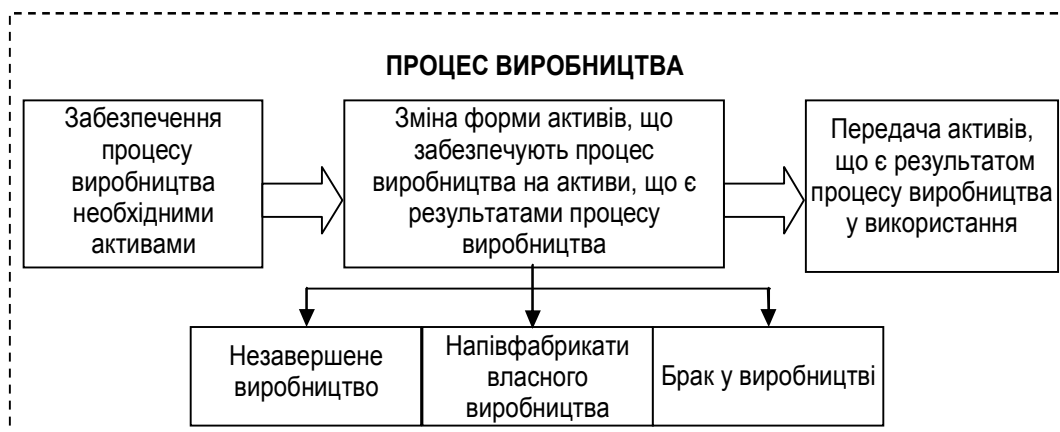 ПРОЦЕС ВИРОБНИЦТВА
Забезпечення
процесу
виробництва
необхідними
активами
Зміна форми активів, що
забезпечують процес
виробництва на активи, що є
результатами процесу
виробництва
Передача активів,
що є результатом
процесу виробництва
у використання
Незавершене
виробництво
Напівфабрикати
власного
виробництва
Брак у виробництві